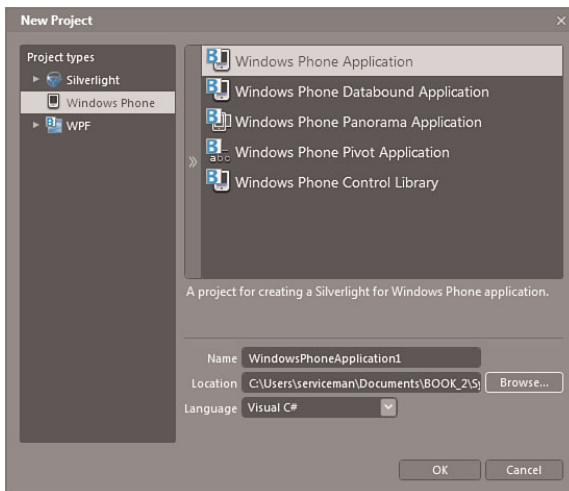 New Project
Project types
Silverlight
Windows Phone
WPF
Windows Phone Application
Windows Phone Databound Application
Windows Phone Panorama Application
Windows Phone Pivot Application
Windows Phone Control Library
A project for creating a Silverlight for Windows Phone application.
Name WindowsPhoneApplication1
Location C:\Users\serviceman\Documents\BOOK_2\Sy Browse...
Language Visual C#
OK Cancel